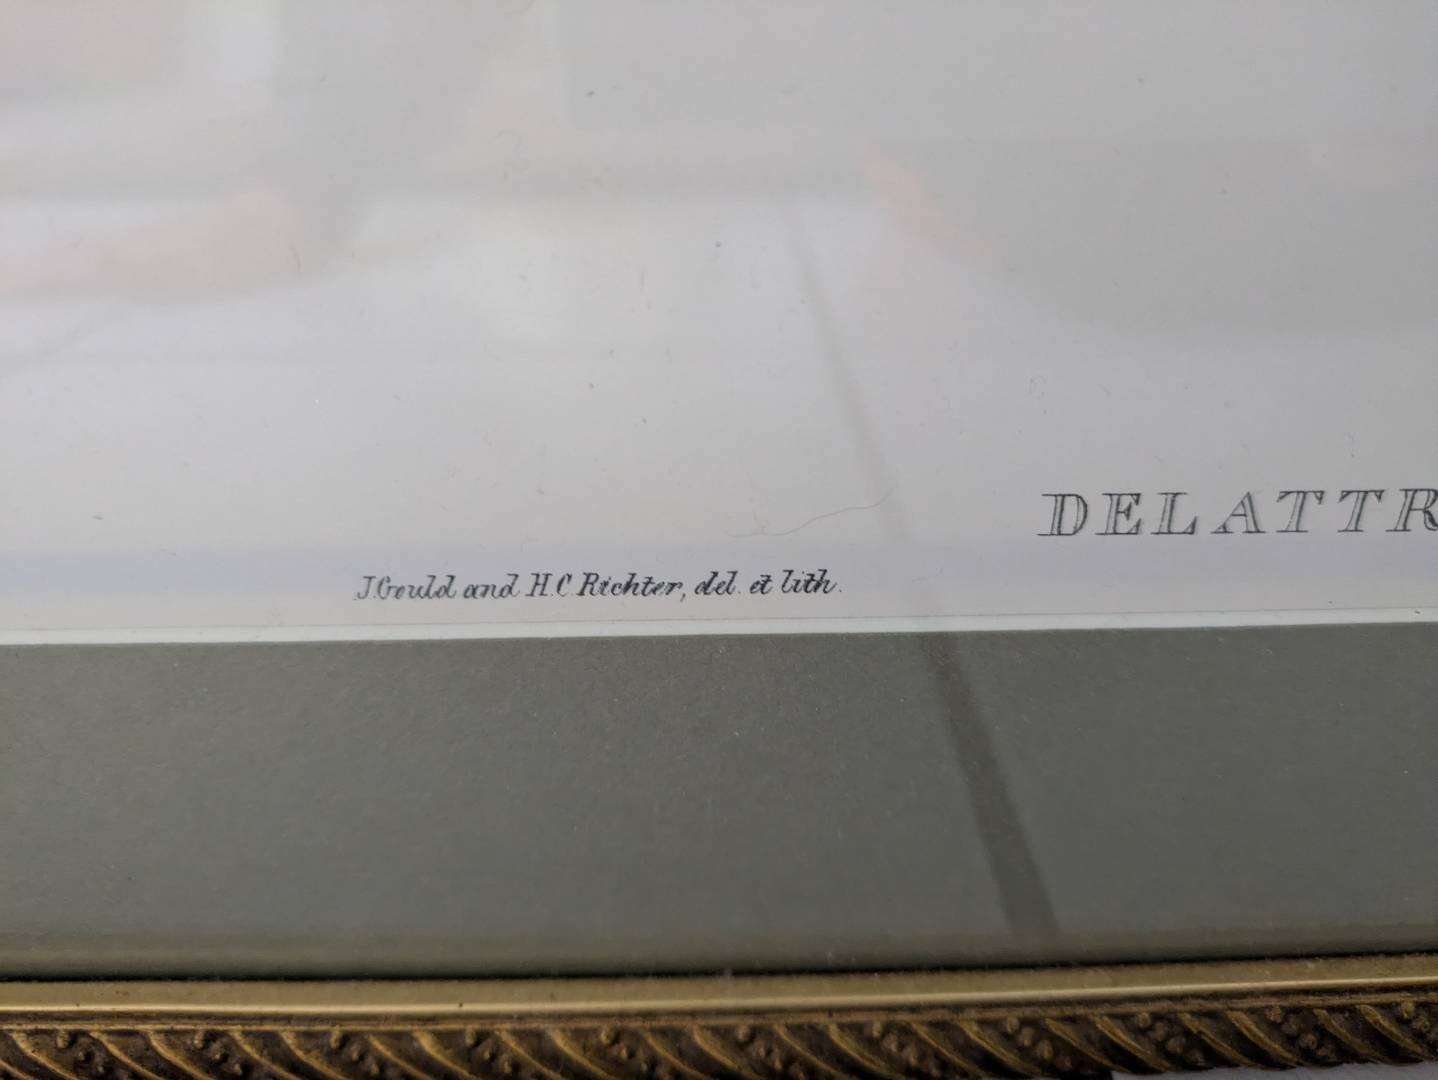 DELATTR
J. Gould and H. C. Richter, del. et lith.